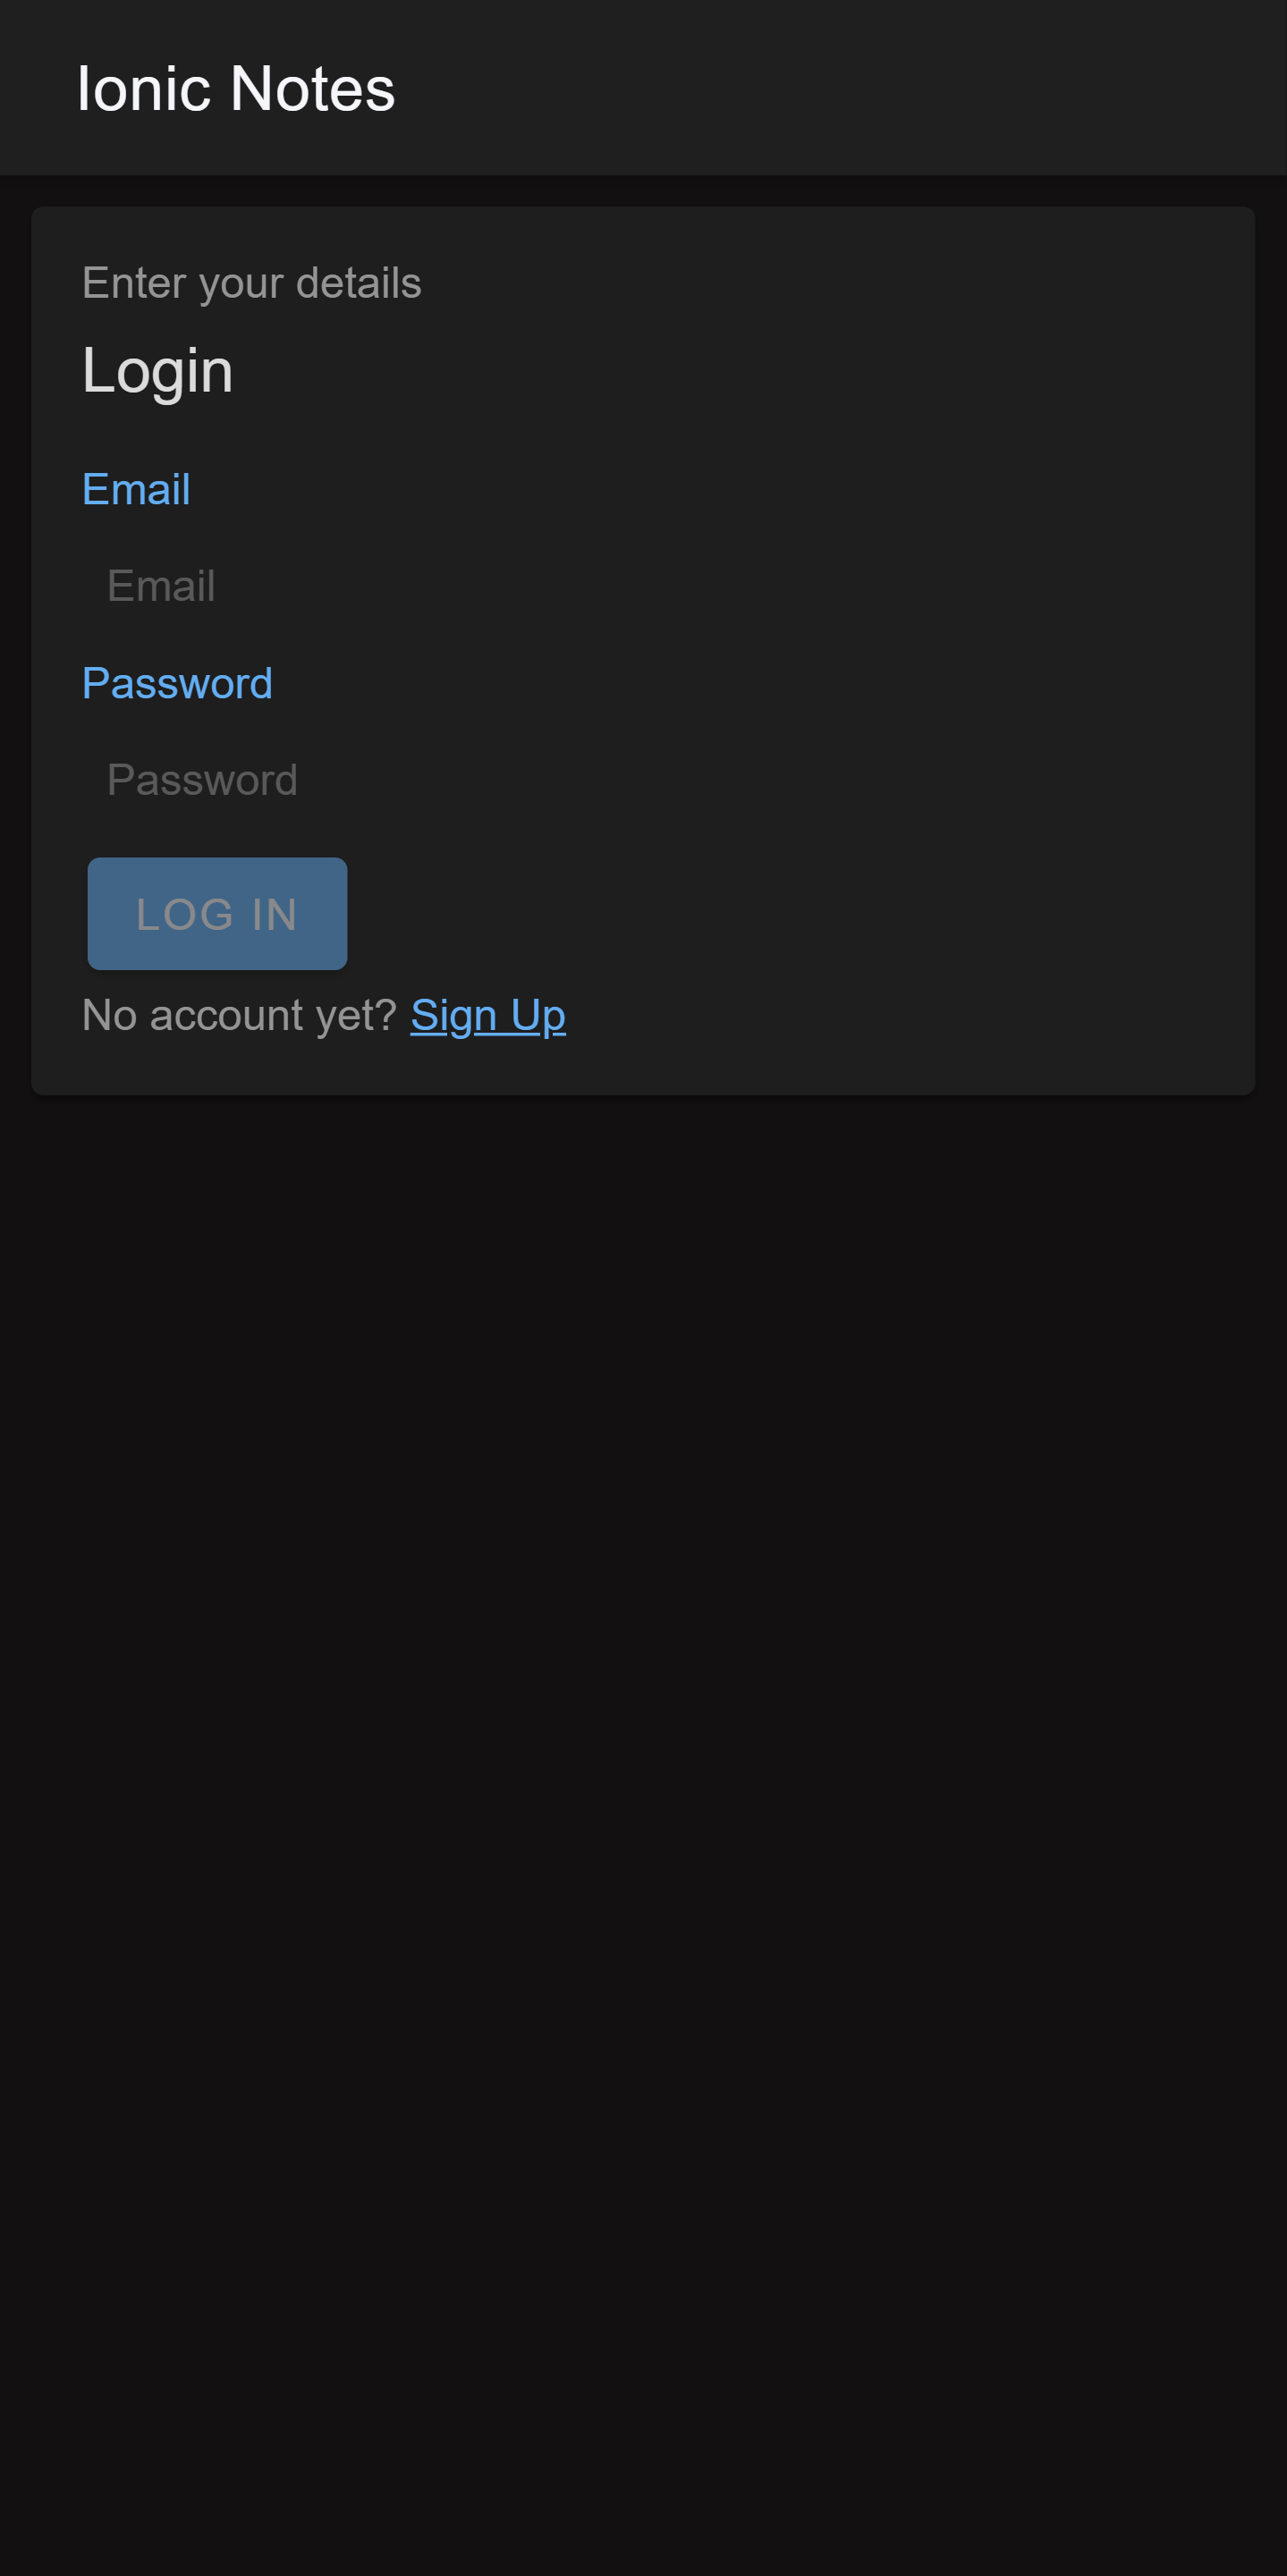 Ionic Notes
Enter your details
Login
Email
Email
Password
Password
LOG IN
No account yet? Sign Up